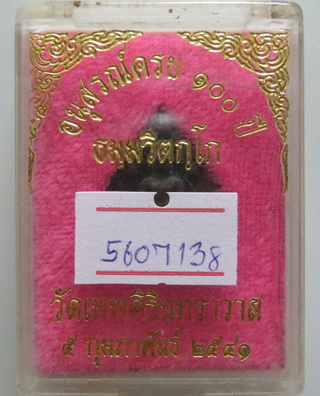 อนุสรณ์ครบ ๑๐๐ ปี
ธมฺมวิตกฺโก
5607138
วัดเทพศิรินทราวาส
๕ กุมภาพันธ์ ๒๕๔๑